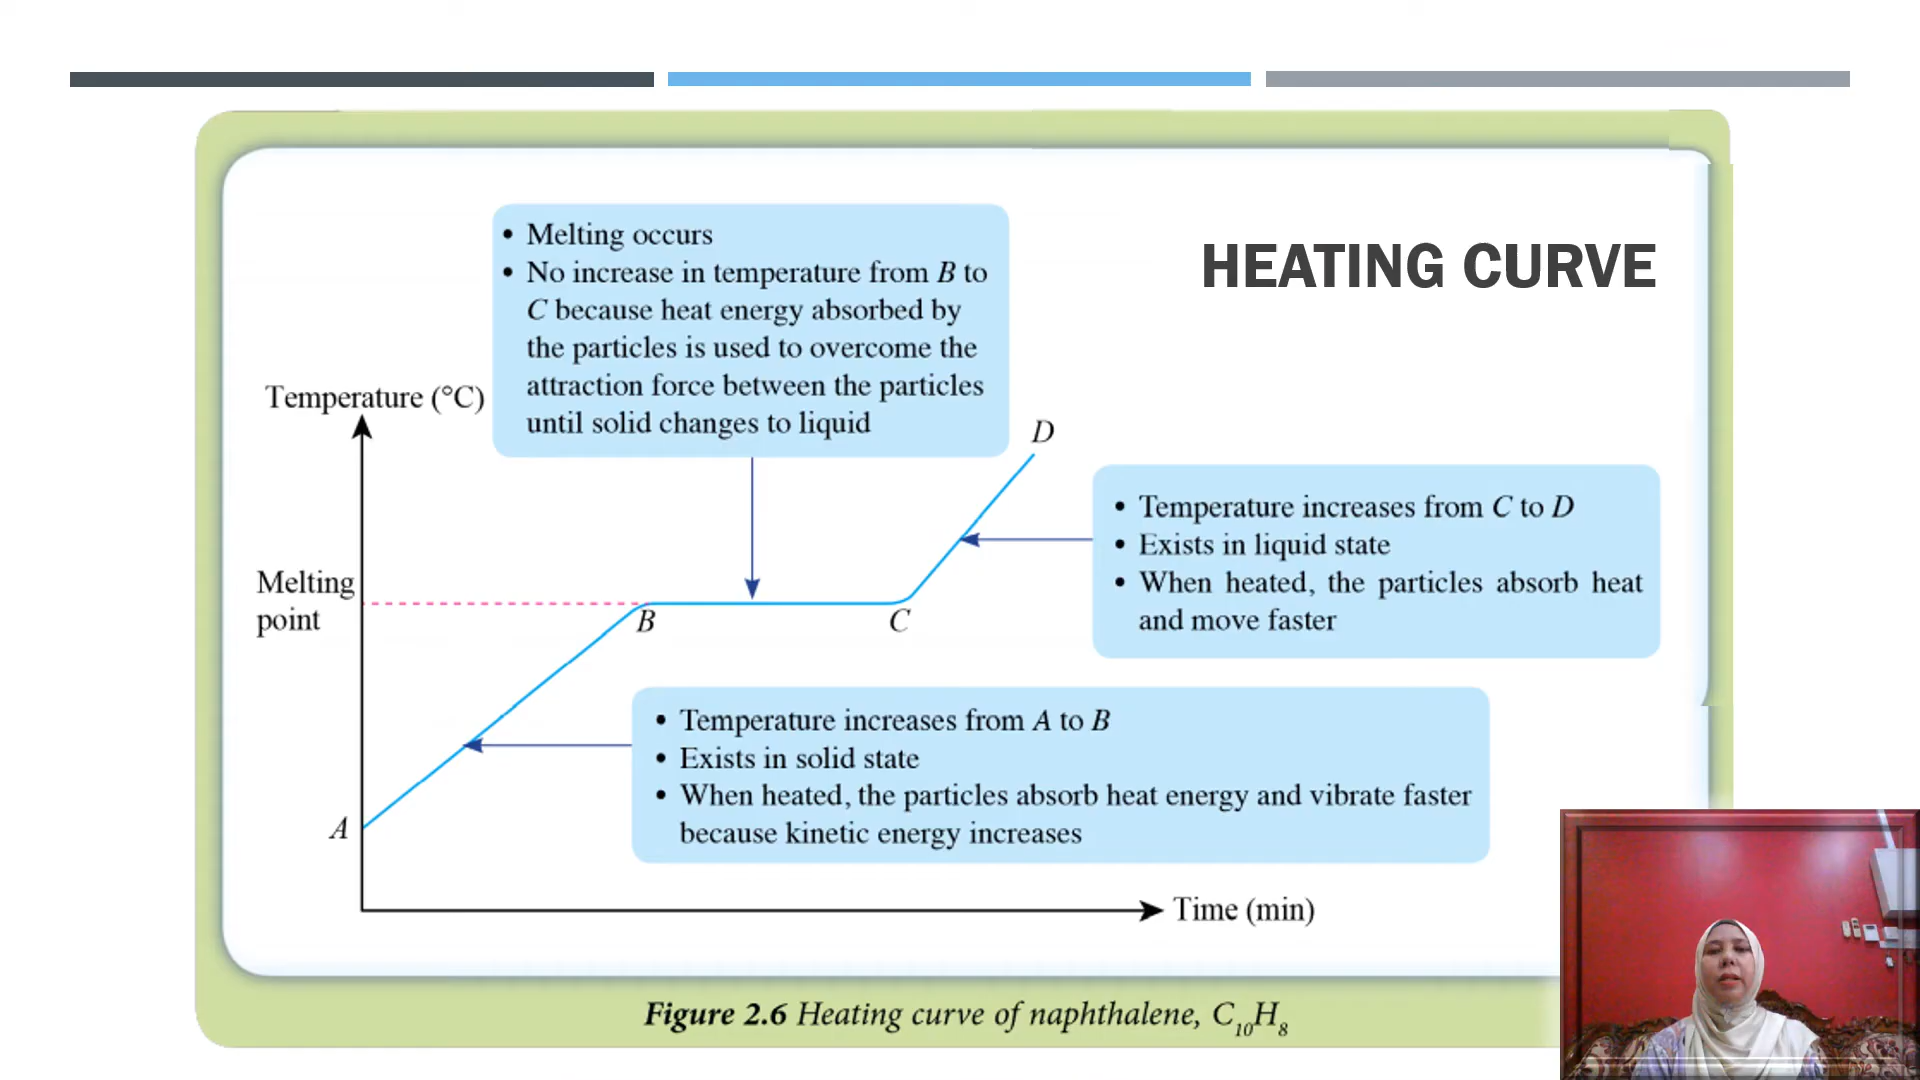 HEATING CURVE
• Melting occurs
• No increase in temperature from B to
C because heat energy absorbed by
the particles is used to overcome the
attraction force between the particles
until solid changes to liquid
Temperature (°C)
D
• Temperature increases from C to D
• Exists in liquid state
• When heated, the particles absorb heat
and move faster
Melting
point
B
C
• Temperature increases from A to B
• Exists in solid state
• When heated, the particles absorb heat energy and vibrate faster
because kinetic energy increases
A
Time (min)
Figure 2.6 Heating curve of naphthalene, C₁₀H₈